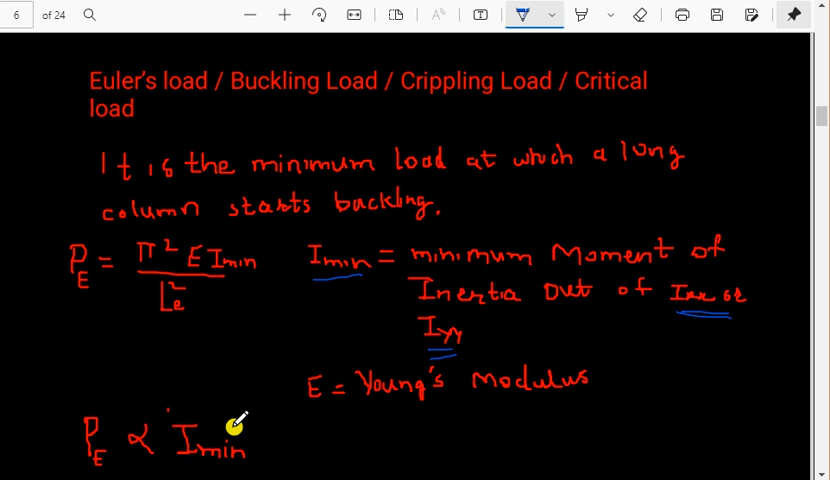 6 of 24
Euler's load / Buckling Load / Crippling Load / Critical
load
It is the minimum load at which a long
column starts buckling.
P_E = π² E Imin / Le²
Imin = minimum Moment of
Inertia out of Ixx or
Iyy
E = Young's Modulus
P_E ∝ Imin